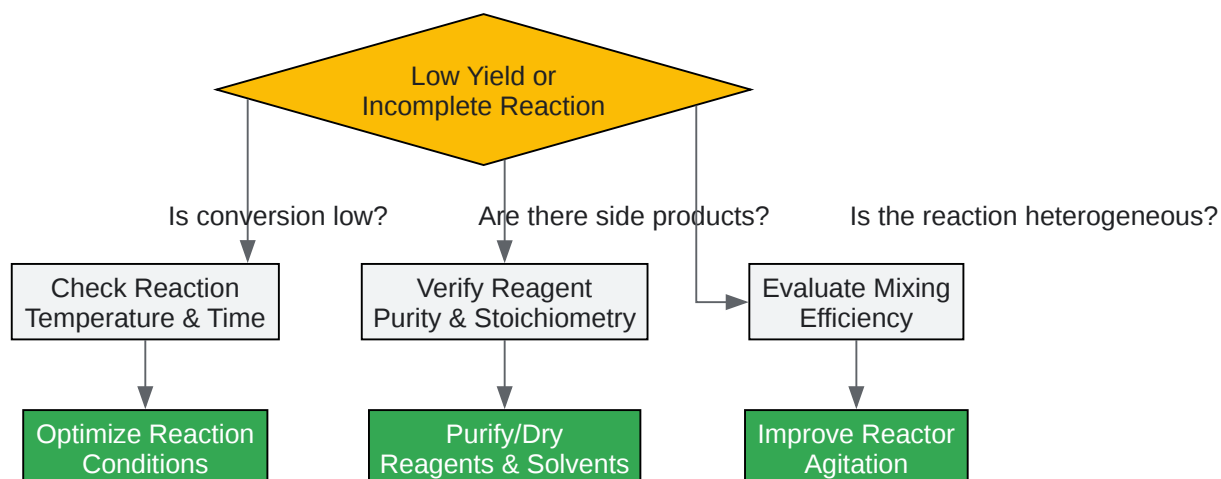 Low Yield or
Incomplete Reaction
Is conversion low?
Are there side products?
Is the reaction heterogeneous?
Check Reaction
Temperature & Time
Verify Reagent
Purity & Stoichiometry
Evaluate Mixing
Efficiency
Optimize Reaction
Conditions
Purify/Dry
Reagents & Solvents
Improve Reactor
Agitation